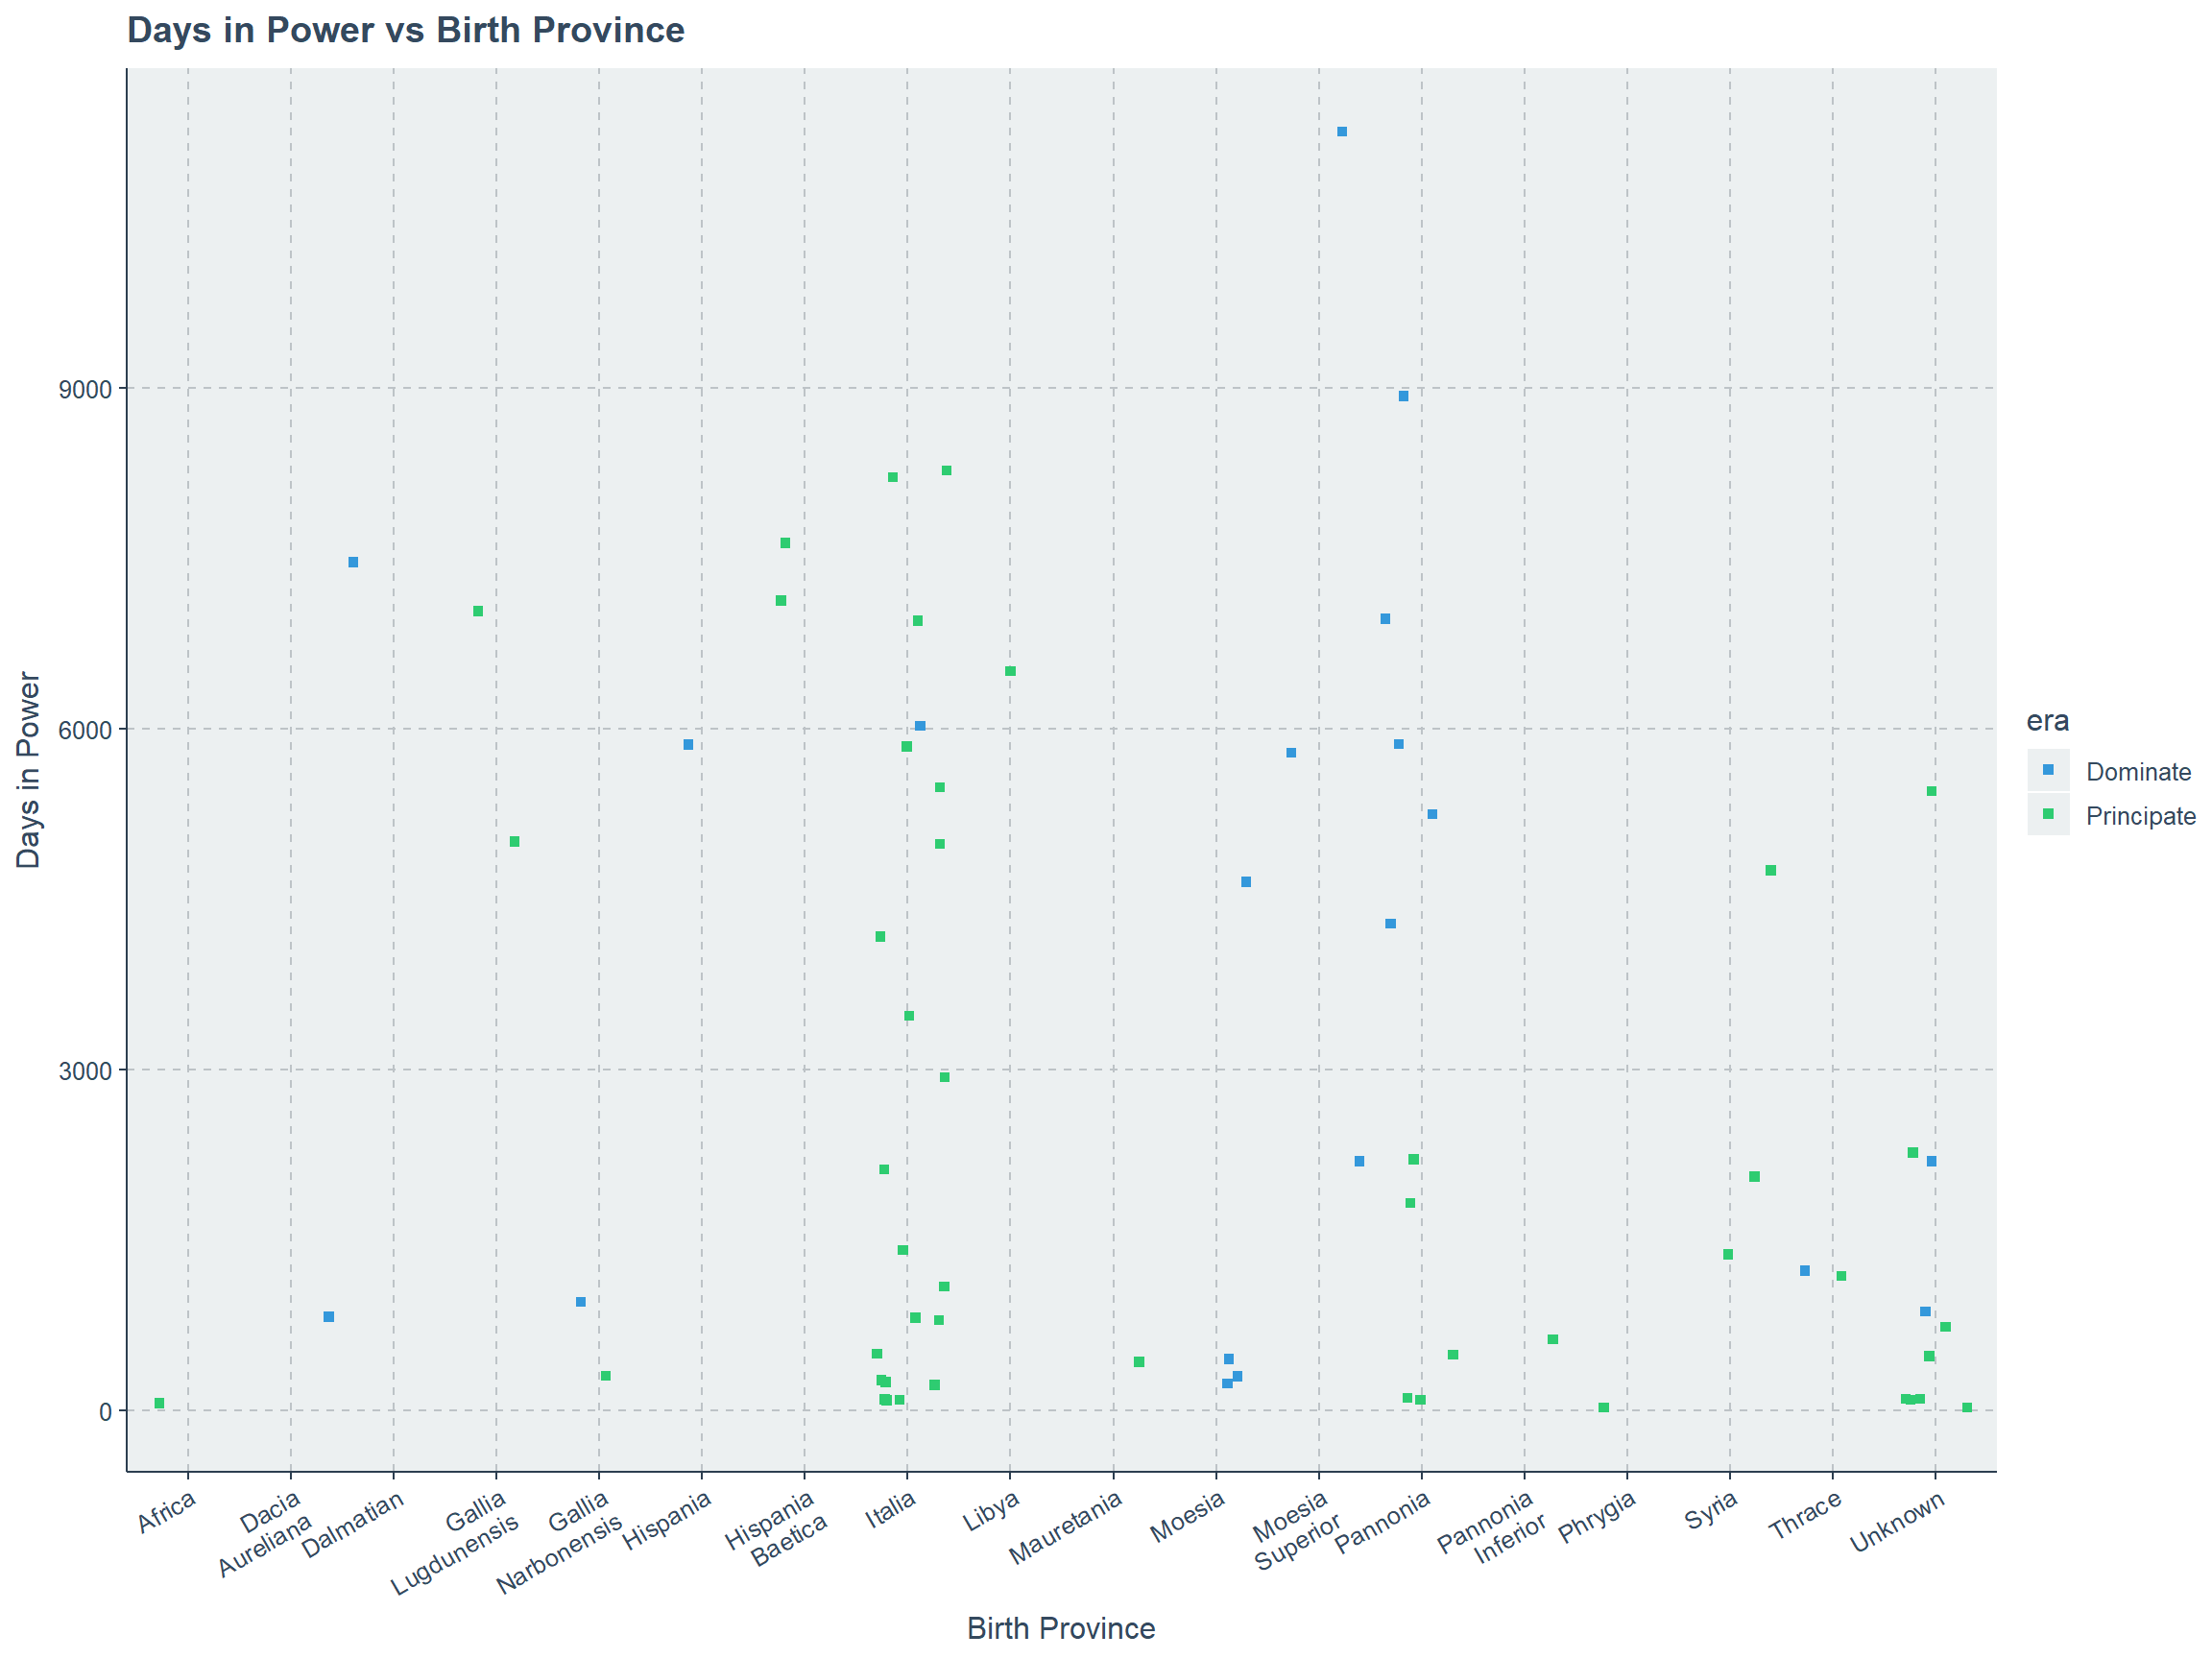 Days in Power vs Birth Province
Days in Power
9000
6000
3000
0
Africa
Dacia
Aureliana
Dalmatian
Gallia
Lugdunensis
Gallia
Narbonensis
Hispania
Hispania
Baetica
Italia
Libya
Mauretania
Moesia
Moesia
Superior
Pannonia
Pannonia
Inferior
Phrygia
Syria
Thrace
Unknown
Birth Province
era
Dominate
Principate